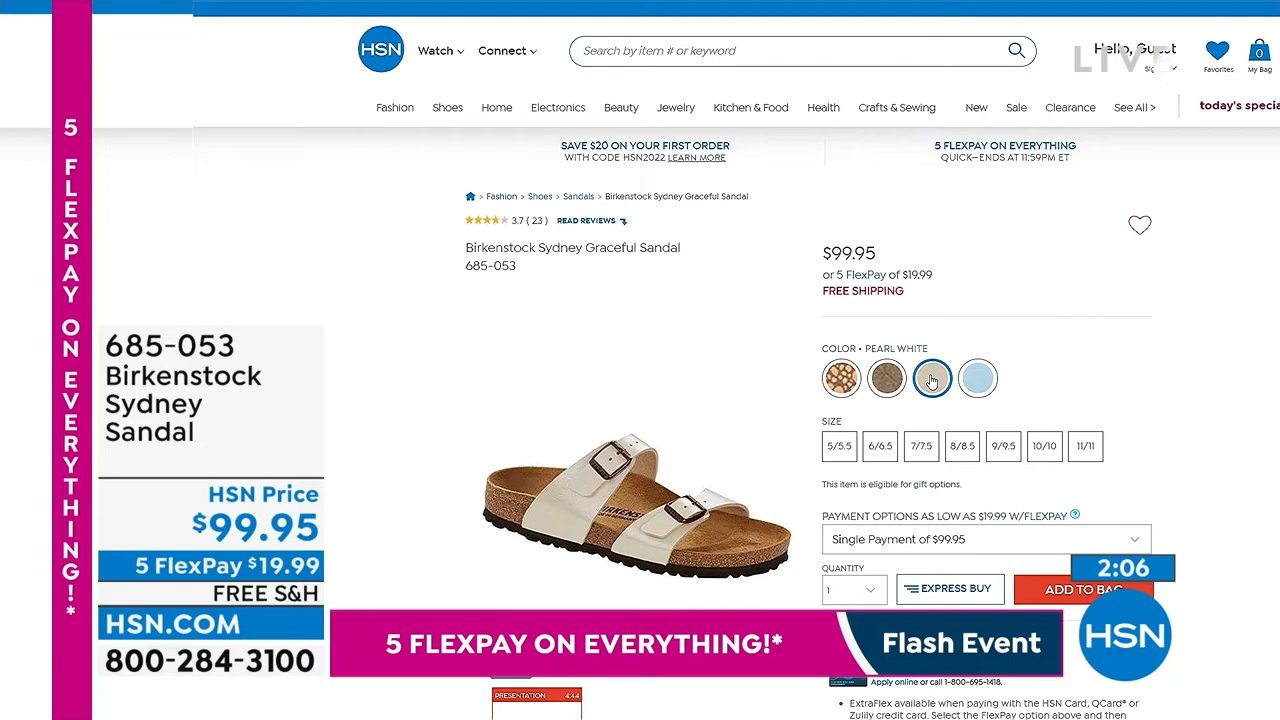 5 FLEXPAY ON EVERYTHING!*
HSN
Watch
Connect
Search by item # or keyword
Hello, Guest
LIVE
Favorites
0
My Bag
Fashion
Shoes
Home
Electronics
Beauty
Jewelry
Kitchen & Food
Health
Crafts & Sewing
New
Sale
Clearance
See All >
today's specia
SAVE $20 ON YOUR FIRST ORDER
WITH CODE HSN2022 LEARN MORE
5 FLEXPAY ON EVERYTHING
QUICK—ENDS AT 11:59PM ET
> Fashion > Shoes > Sandals > Birkenstock Sydney Graceful Sandal
3.7 ( 23 ) READ REVIEWS
Birkenstock Sydney Graceful Sandal
685-053
$99.95
or 5 FlexPay of $19.99
FREE SHIPPING
COLOR • PEARL WHITE
SIZE
5/5.5 6/6.5 7/7.5 8/8.5 9/9.5 10/10 11/11
This item is eligible for gift options.
PAYMENT OPTIONS AS LOW AS $19.99 W/FLEXPAY ?
Single Payment of $99.95
QUANTITY
1
EXPRESS BUY
ADD TO BAG
685-053
Birkenstock
Sydney
Sandal
HSN Price
$99.95
5 FlexPay $19.99
FREE S&H
HSN.COM
800-284-3100
2:06
5 FLEXPAY ON EVERYTHING!*
Flash Event
HSN
Apply online or call 1-800-695-1418.
PRESENTATION 4:44
• ExtraFlex available when paying with the HSN Card, QCard® or
Zulily credit card. Select the FlexPay option above and then